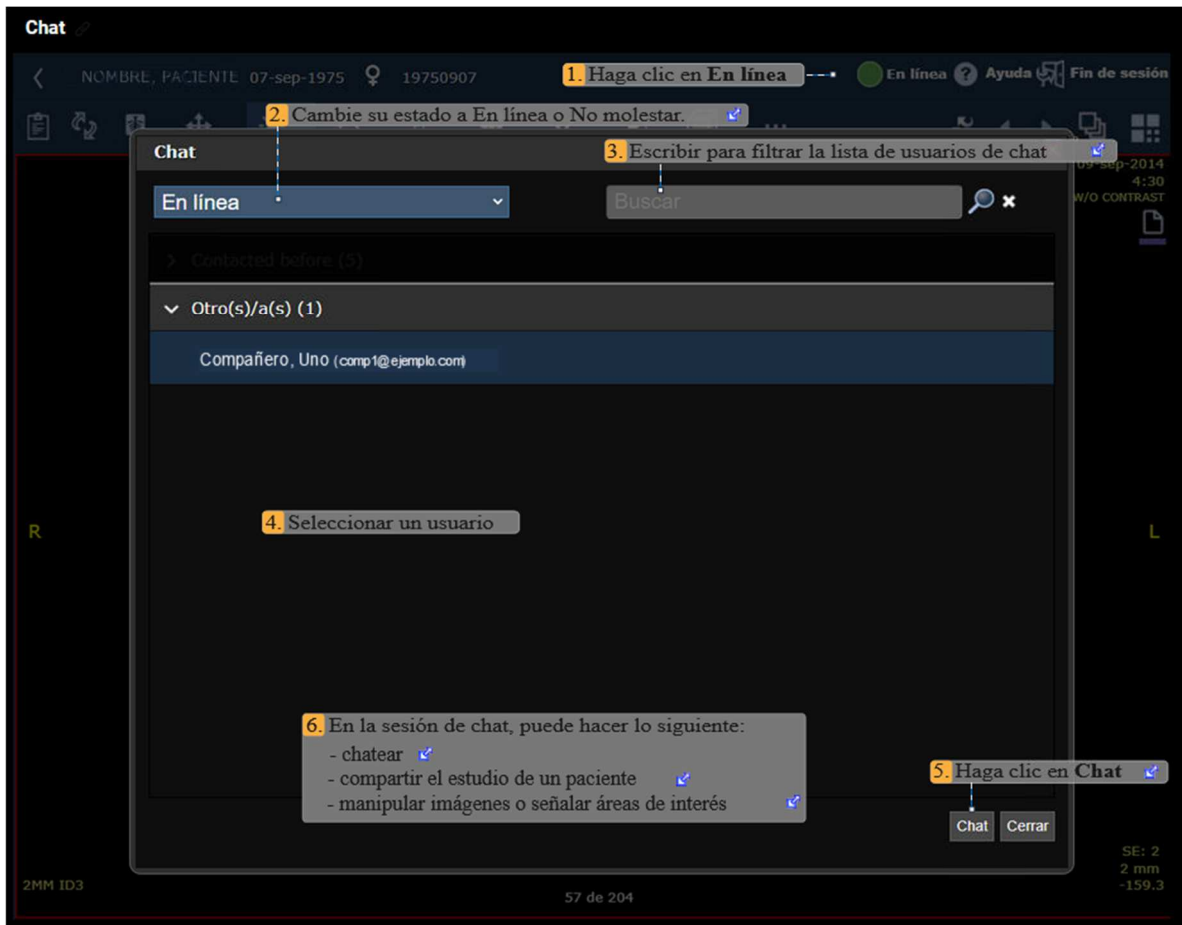 Chat
NOMBRE, PACIENTE 07-sep-1975 ♀ 19750907
1. Haga clic en En línea
En línea ? Ayuda Fin de sesión
2. Cambie su estado a En línea o No molestar.
Chat
3. Escribir para filtrar la lista de usuarios de chat
09-sep-2014
4:30
W/O CONTRAST
En línea
Buscar
Contacted before (5)
Otro(s)/a(s) (1)
Compañero, Uno (comp1@ejemplo.com)
R
4. Seleccionar un usuario
L
6. En la sesión de chat, puede hacer lo siguiente:
- chatear
- compartir el estudio de un paciente
- manipular imágenes o señalar áreas de interés
5. Haga clic en Chat
Chat Cerrar
SE: 2
2 mm
-159.3
2MM ID3
57 de 204